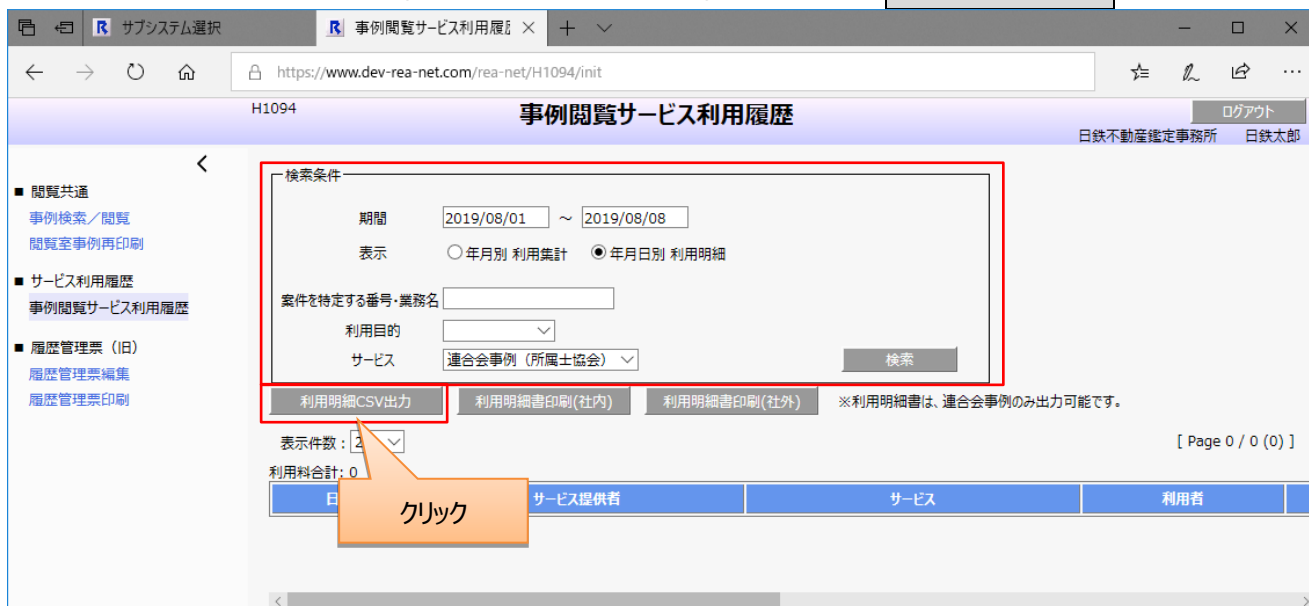 サブシステム選択
事例閲覧サービス利用履歴
https://www.dev-rea-net.com/rea-net/H1094/init
H1094
事例閲覧サービス利用履歴
ログアウト
日鉄不動産鑑定事務所 日鉄太郎
■ 閲覧共通
事例検索／閲覧
閲覧室事例再印刷
■ サービス利用履歴
事例閲覧サービス利用履歴
■ 履歴管理票（旧）
履歴管理票編集
履歴管理票印刷
検索条件
期間 2019/08/01 ～ 2019/08/08
表示 年月別 利用集計 年月日別 利用明細
案件を特定する番号･業務名
利用目的
サービス 連合会事例（所属士協会） 検索
利用明細CSV出力 利用明細書印刷(社内) 利用明細書印刷(社外) ※利用明細書は、連合会事例のみ出力可能です。
表示件数 : 2 [ Page 0 / 0 (0) ]
利用料合計: 0
日 サービス提供者 サービス 利用者
クリック